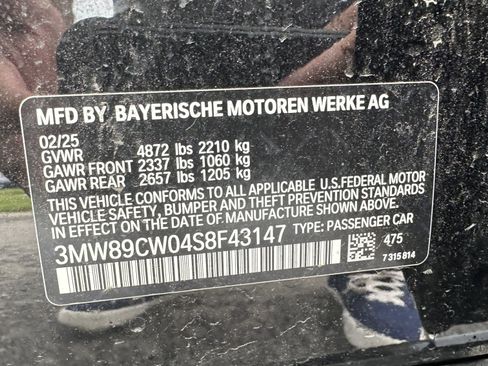 MFD BY BAYERISCHE MOTOREN WERKE AG
02/25
GVWR 4872 lbs 2210 kg
GAWR FRONT 2337 lbs 1060 kg
GAWR REAR 2657 lbs 1205 kg
THIS VEHICLE CONFORMS TO ALL APPLICABLE U.S.FEDERAL MOTOR
VEHICLE SAFETY, BUMPER AND THEFT PREVENTION STANDARDS
IN EFFECT ON THE DATE OF MANUFACTURE SHOWN ABOVE.
3MW89CW04S8F43147 TYPE: PASSENGER CAR
475
7 315 814